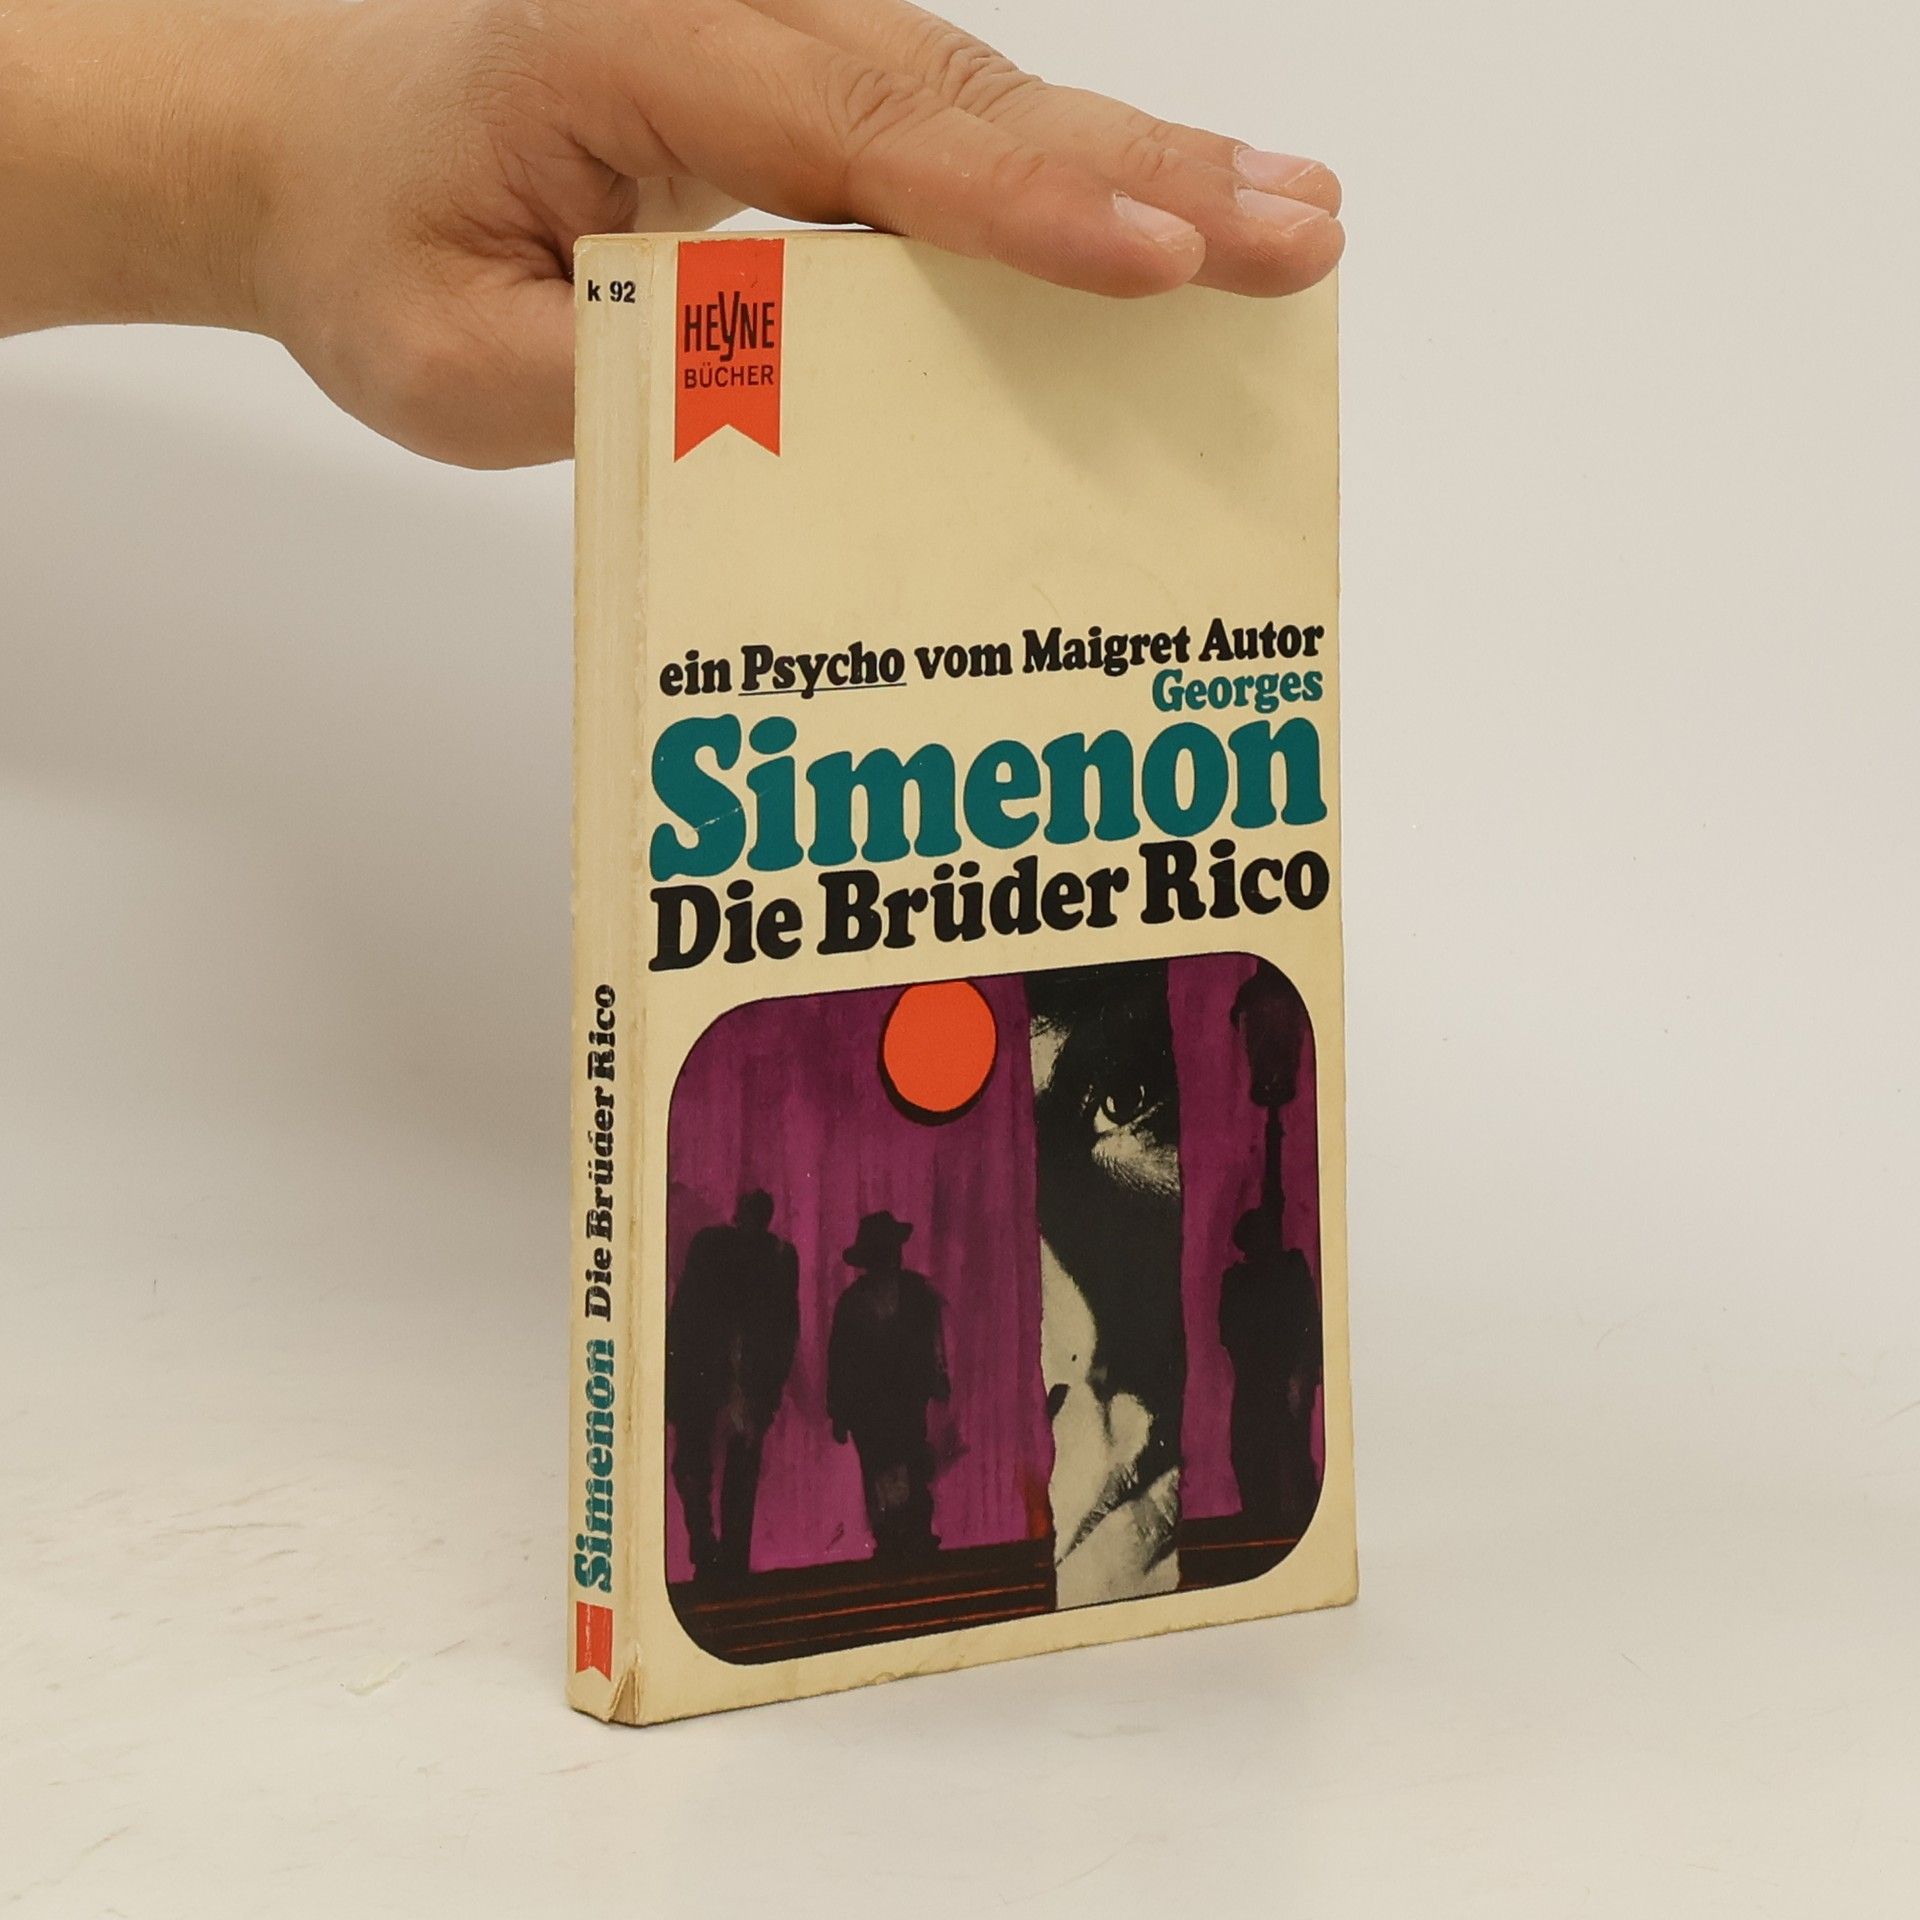 k 92
HEYNE
BÜCHER
ein Psycho vom Maigret Autor
Georges
Simenon
Die Brüder Rico
Simenon Die Brüder Rico